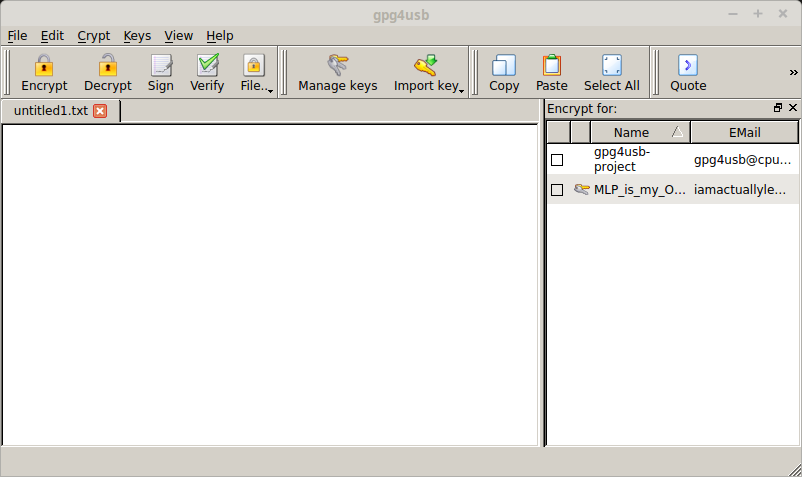 gpg4usb
File Edit Crypt Keys View Help
Encrypt Decrypt Sign Verify File.. Manage keys Import key Copy Paste Select All Quote »
untitled1.txt
Encrypt for:
Name EMail
gpg4usb-
project gpg4usb@cpu...
MLP_is_my_O... iamactuallyle...